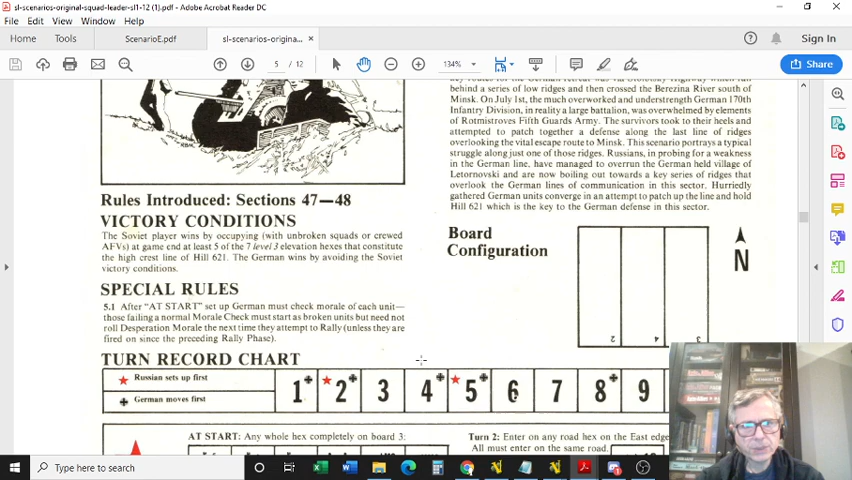 sl-scenarios-original-squad-leader-sl1-12 (1).pdf - Adobe Acrobat Reader DC
File Edit View Sign Window Help
Home Tools ScenarioE.pdf sl-scenarios-origina... × Sign In
5 / 12 134% Share
key routes for the German retreat was via
behind a series of low ridges and then crossed the Berezina River south of
Minsk. On July 1st, the much overworked and understrength German 170th
Infantry Division, in reality a large battalion, was overwhelmed by elements
of Rotmistroves Fifth Guards Army. The survivors took to their heels and
attempted to patch together a defense along the last line of ridges
overlooking the vital escape route to Minsk. This scenario portrays a typical
struggle along just one of those ridges. Russians, in probing for a weakness
in the German line, have managed to overrun the German held village of
Letornovski and are now boiling out towards a key series of ridges that
overlook the German lines of communication in this sector. Hurriedly
gathered German units converge in an attempt to patch up the line and hold
Hill 621 which is the key to the German defense in this sector.
Rules Introduced: Sections 47—48
VICTORY CONDITIONS
The Soviet player wins by occupying (with unbroken squads or crewed
AFVs) at game end at least 5 of the 7 level 3 elevation hexes that constitute
the high crest line of Hill 621. The German wins by avoiding the Soviet
victory conditions.
Board
Configuration
2 4 3
N
SPECIAL RULES
5.1 After "AT START" set up German must check morale of each unit—
those failing a normal Morale Check must start as broken units but need not
roll Desperation Morale the next time they attempt to Rally (unless they are
fired on since the preceding Rally Phase).
TURN RECORD CHART
Russian sets up first
German moves first
1 2 3 4 5 6 7 8 9
AT START: Any whole hex completely on board 3:
Turn 2: Enter on any road hex on the East edge
All must enter on the same road.
Type here to search